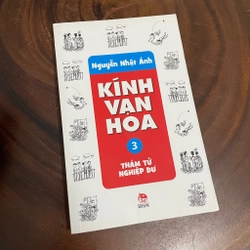 Nguyễn Nhật Ánh
KÍNH
VẠN
HOA
3
THÁM TỬ
NGHIỆP DƯ